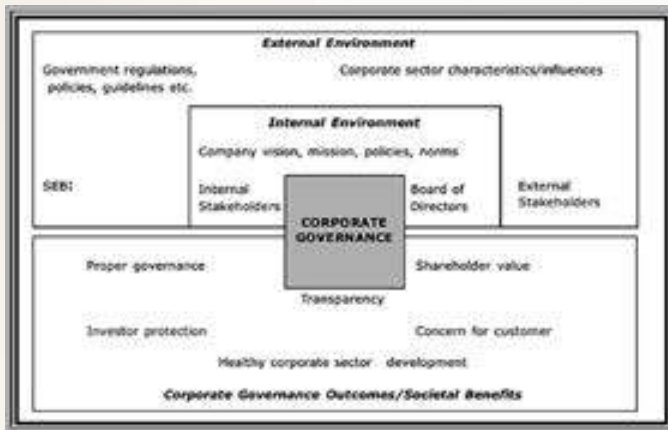 External Environment
Government regulations, Corporate sector characteristics/influences
policies, guidelines etc.
Internal Environment
Company vision, mission, policies, norms
SEBI Internal Board of External
Stakeholders Directors Stakeholders
CORPORATE
GOVERNANCE
Proper governance Shareholder value
Transparency
Investor protection Concern for customer
Healthy corporate sector development
Corporate Governance Outcomes/Societal Benefits